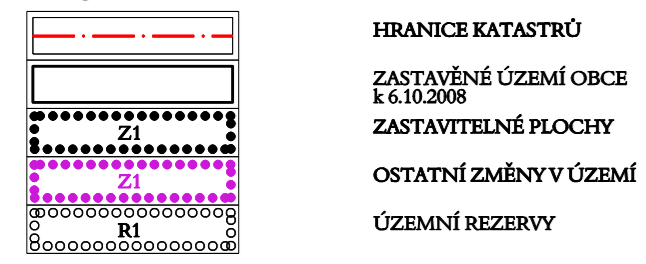 HRANICE KATASTRŮ
ZASTAVĚNÉ ÚZEMÍ OBCE
k 6.10.2008
Z1 ZASTAVITELNÉ PLOCHY
Z1 OSTATNÍ ZMĚNY V ÚZEMÍ
R1 ÚZEMNÍ REZERVY